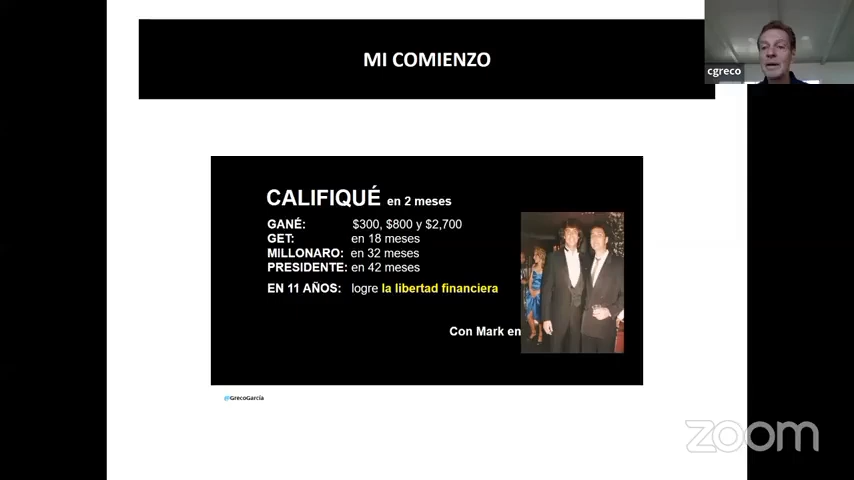 MI COMIENZO
cgreco
CALIFIQUÉ en 2 meses
GANÉ: $300, $800 y $2,700
GET: en 18 meses
MILLONARO: en 32 meses
PRESIDENTE: en 42 meses
EN 11 AÑOS: logre la libertad financiera
Con Mark en
@GrecoGarcía
zoom